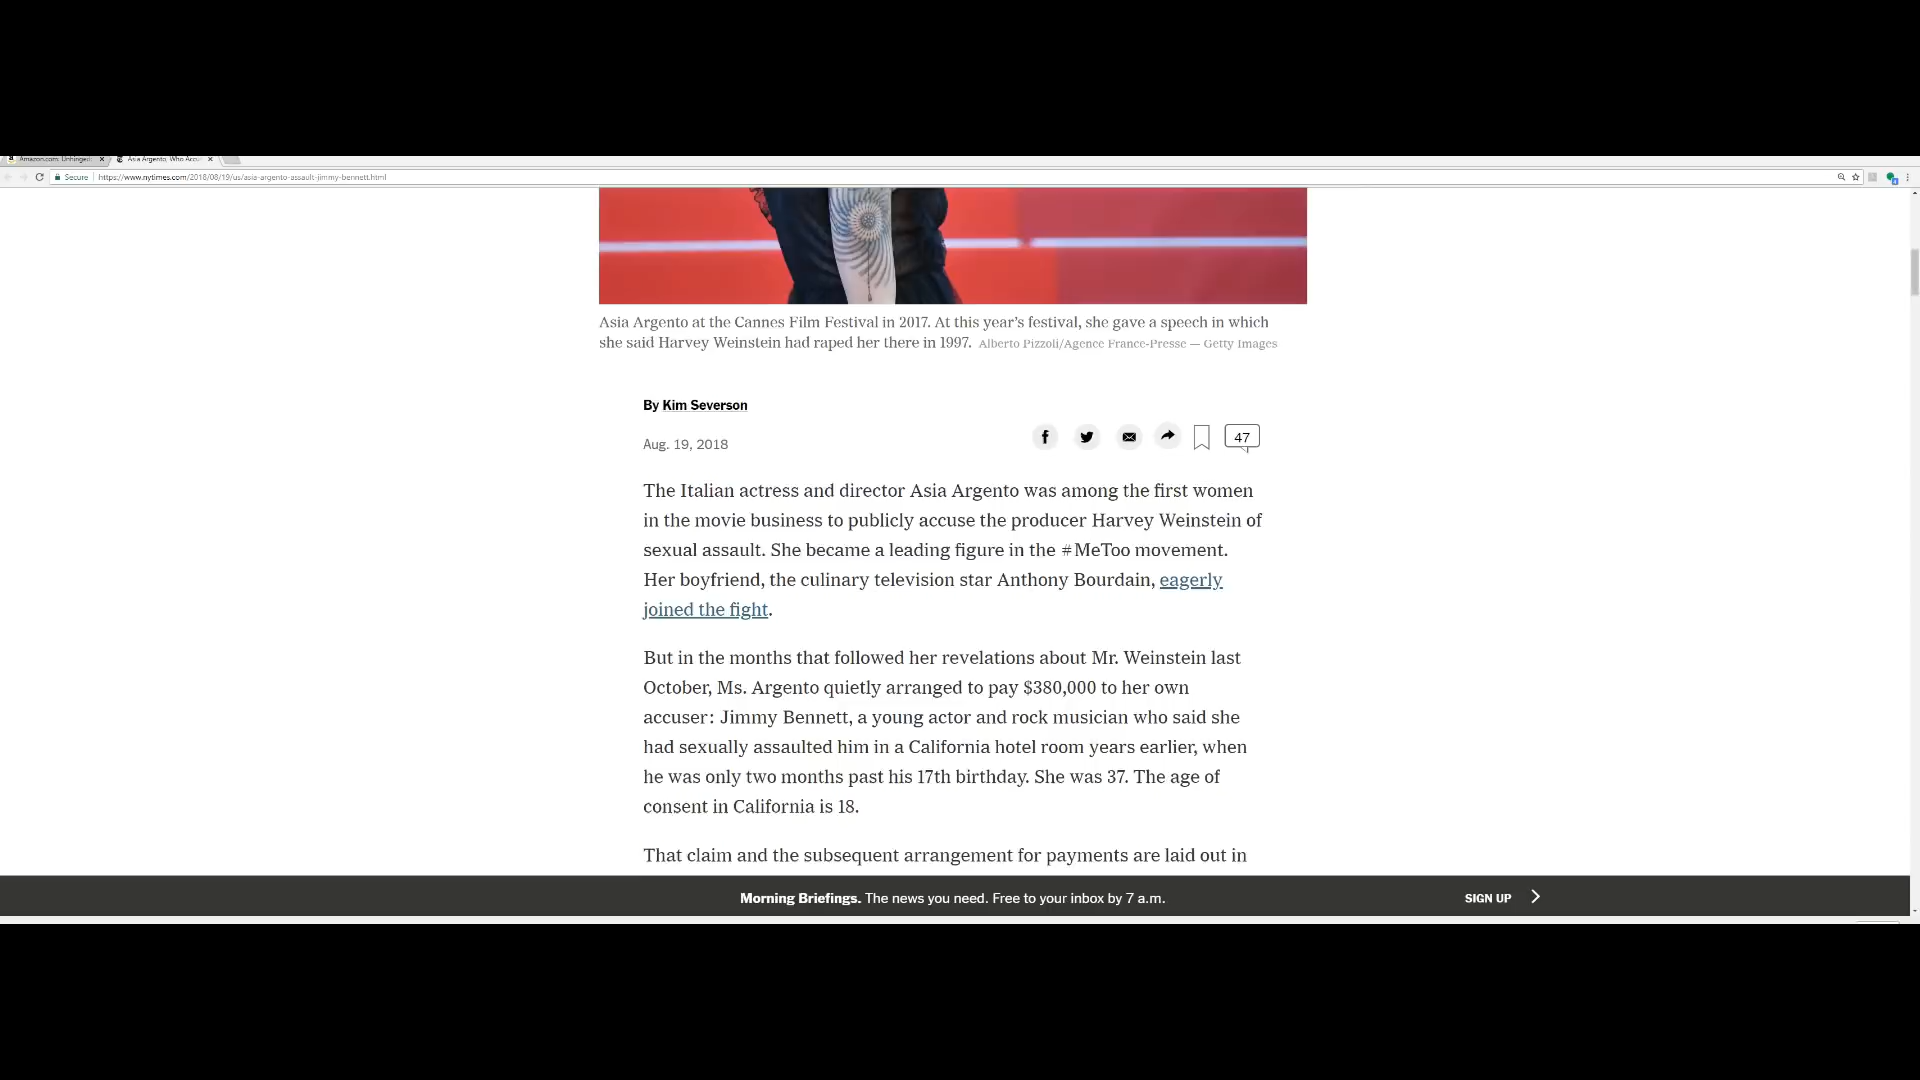 Amazon.com: Unhinged:
Asia Argento, Who Accu
Secure
https://www.nytimes.com/2018/08/19/us/asia-argento-assault-jimmy-bennett.html
Asia Argento at the Cannes Film Festival in 2017. At this year’s festival, she gave a speech in which
she said Harvey Weinstein had raped her there in 1997. Alberto Pizzoli/Agence France-Presse — Getty Images
By Kim Severson
Aug. 19, 2018
47
The Italian actress and director Asia Argento was among the first women
in the movie business to publicly accuse the producer Harvey Weinstein of
sexual assault. She became a leading figure in the #MeToo movement.
Her boyfriend, the culinary television star Anthony Bourdain, eagerly
joined the fight.
But in the months that followed her revelations about Mr. Weinstein last
October, Ms. Argento quietly arranged to pay $380,000 to her own
accuser: Jimmy Bennett, a young actor and rock musician who said she
had sexually assaulted him in a California hotel room years earlier, when
he was only two months past his 17th birthday. She was 37. The age of
consent in California is 18.
That claim and the subsequent arrangement for payments are laid out in
Morning Briefings. The news you need. Free to your inbox by 7 a.m.
SIGN UP